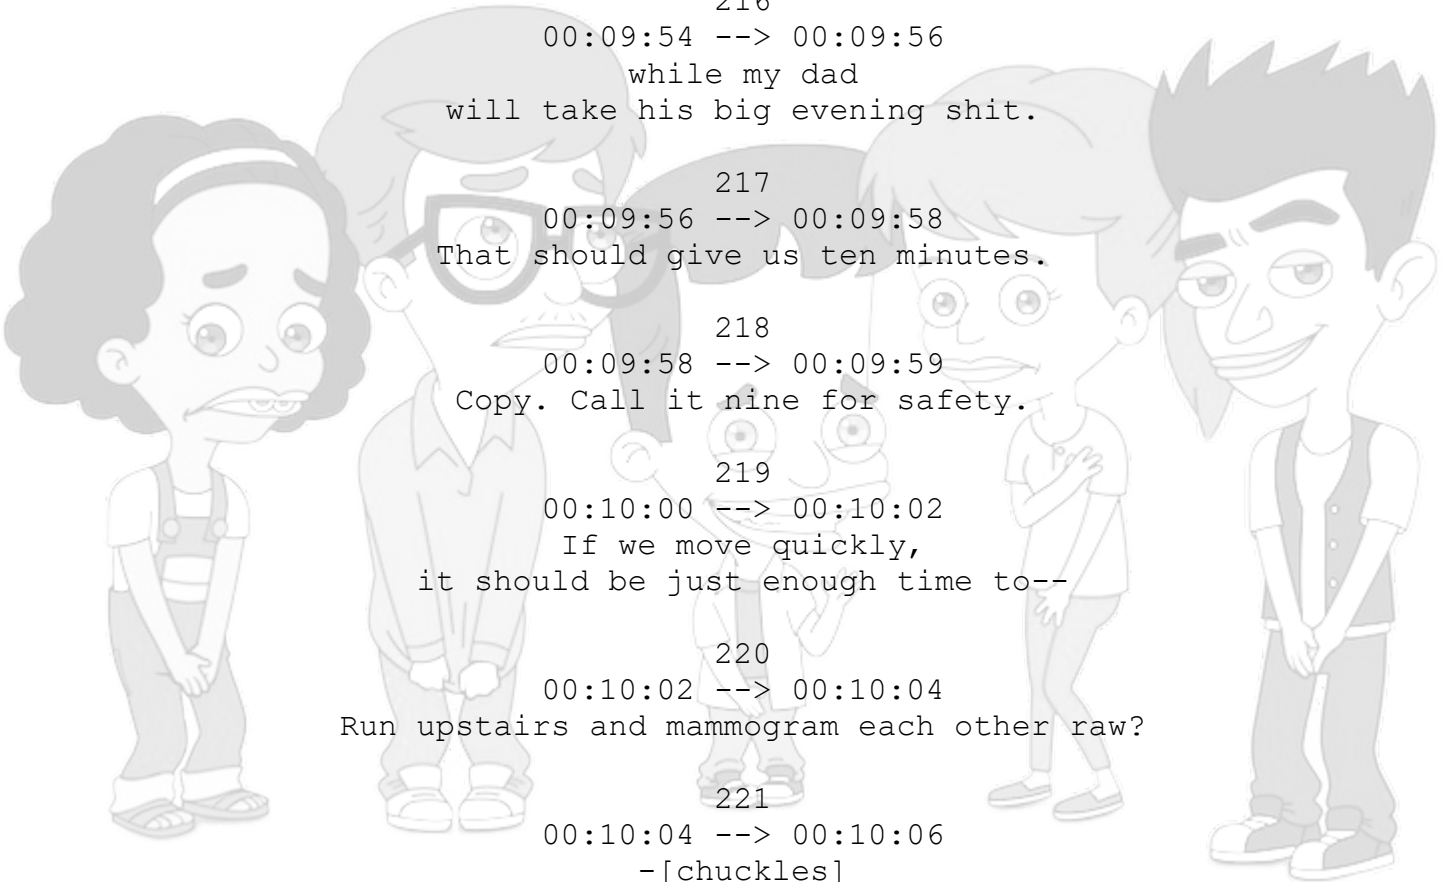 216
00:09:54 --> 00:09:56
while my dad
will take his big evening shit.
217
00:09:56 --> 00:09:58
That should give us ten minutes.
218
00:09:58 --> 00:09:59
Copy. Call it nine for safety.
219
00:10:00 --> 00:10:02
If we move quickly,
it should be just enough time to--
220
00:10:02 --> 00:10:04
Run upstairs and mammogram each other raw?
221
00:10:04 --> 00:10:06
-[chuckles]